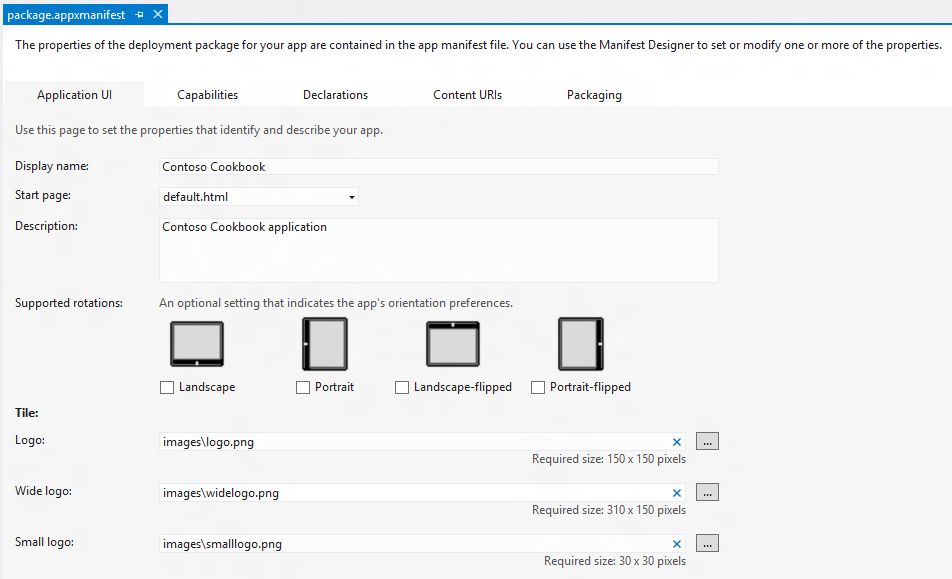 package.appxmanifest
The properties of the deployment package for your app are contained in the app manifest file. You can use the Manifest Designer to set or modify one or more of the properties.
Application UI Capabilities Declarations Content URIs Packaging
Use this page to set the properties that identify and describe your app.
Display name: Contoso Cookbook
Start page: default.html
Description: Contoso Cookbook application
Supported rotations: An optional setting that indicates the app's orientation preferences.
Landscape Portrait Landscape-flipped Portrait-flipped
Tile:
Logo: images\logo.png ...
Required size: 150 x 150 pixels
Wide logo: images\widelogo.png ...
Required size: 310 x 150 pixels
Small logo: images\smalllogo.png ...
Required size: 30 x 30 pixels